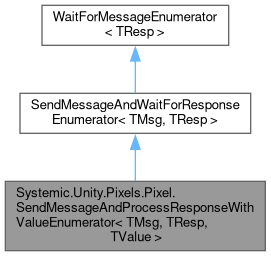 WaitForMessageEnumerator
< TResp >
SendMessageAndWaitForResponse
Enumerator< TMsg, TResp >
Systemic.Unity.Pixels.Pixel.
SendMessageAndProcessResponseWith
ValueEnumerator< TMsg, TResp,
TValue >